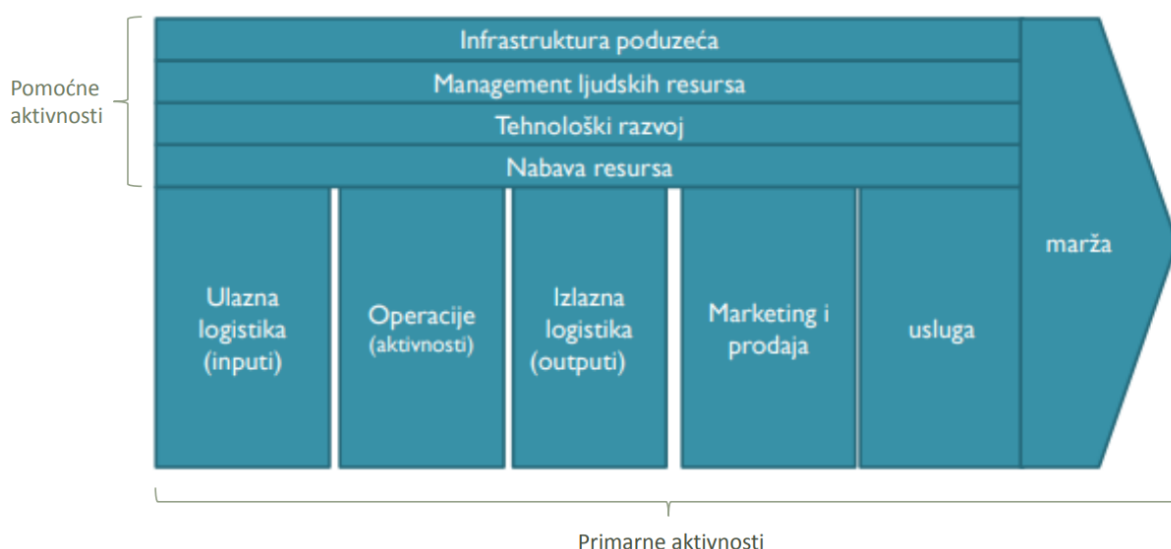 Pomoćne
aktivnosti
Infrastruktura poduzeća
Management ljudskih resursa
Tehnološki razvoj
Nabava resursa
Ulazna
logistika
(inputi)
Operacije
(aktivnosti)
Izlazna
logistika
(outputi)
Marketing i
prodaja
usluga
marža
Primarne aktivnosti